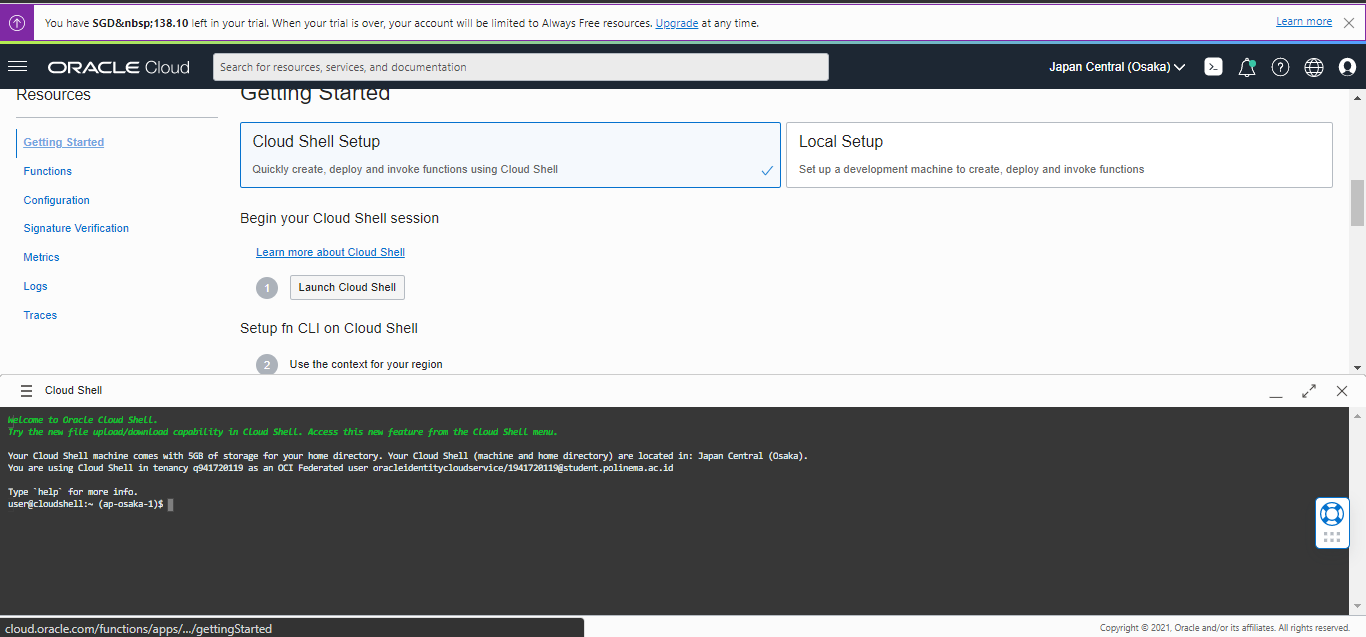 You have SGD&nbsp;138.10 left in your trial. When your trial is over, your account will be limited to Always Free resources. Upgrade at any time.
Learn more
ORACLE Cloud
Search for resources, services, and documentation
Japan Central (Osaka)
Resources
Getting Started
Functions
Configuration
Signature Verification
Metrics
Logs
Traces
Getting Started
Cloud Shell Setup
Quickly create, deploy and invoke functions using Cloud Shell
Local Setup
Set up a development machine to create, deploy and invoke functions
Begin your Cloud Shell session
Learn more about Cloud Shell
1
Launch Cloud Shell
Setup fn CLI on Cloud Shell
2
Use the context for your region
Cloud Shell
Welcome to Oracle Cloud Shell.
Try the new file upload/download capability in Cloud Shell. Access this new feature from the Cloud Shell menu.
Your Cloud Shell machine comes with 5GB of storage for your home directory. Your Cloud Shell (machine and home directory) are located in: Japan Central (Osaka).
You are using Cloud Shell in tenancy q941720119 as an OCI Federated user oracleidentitycloudservice/1941720119@student.polinema.ac.id
Type `help` for more info.
user@cloudshell:~ (ap-osaka-1)$
cloud.oracle.com/functions/apps/.../gettingStarted
Copyright © 2021, Oracle and/or its affiliates. All rights reserved.